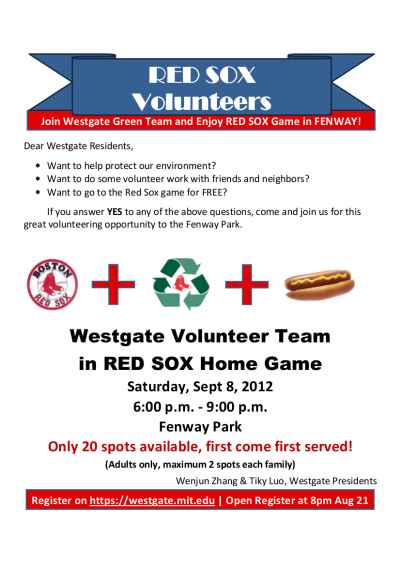 RED SOX
Volunteers
Join Westgate Green Team and Enjoy RED SOX Game in FENWAY!
Dear Westgate Residents,
• Want to help protect our environment?
• Want to do some volunteer work with friends and neighbors?
• Want to go to the Red Sox game for FREE?
If you answer YES to any of the above questions, come and join us for this
great volunteering opportunity to the Fenway Park.
BOSTON
RED SOX
Westgate Volunteer Team
in RED SOX Home Game
Saturday, Sept 8, 2012
6:00 p.m. - 9:00 p.m.
Fenway Park
Only 20 spots available, first come first served!
(Adults only, maximum 2 spots each family)
Wenjun Zhang & Tiky Luo, Westgate Presidents
Register on https://westgate.mit.edu | Open Register at 8pm Aug 21